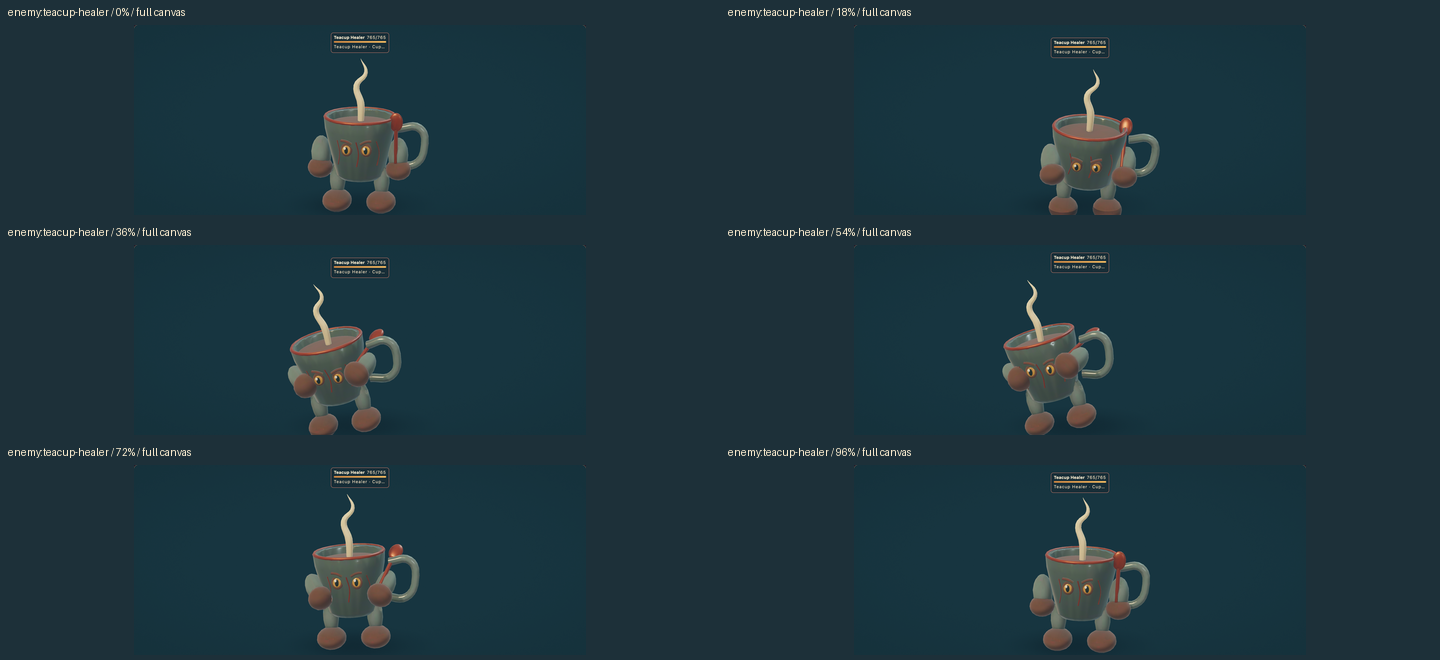 enemy:teacup-healer / 0% / full canvas
Teacup Healer 765/765
Teacup Healer · Cup...
enemy:teacup-healer / 18% / full canvas
Teacup Healer 765/765
Teacup Healer · Cup...
enemy:teacup-healer / 36% / full canvas
Teacup Healer 765/765
Teacup Healer · Cup...
enemy:teacup-healer / 54% / full canvas
Teacup Healer 765/765
Teacup Healer · Cup...
enemy:teacup-healer / 72% / full canvas
Teacup Healer 765/765
Teacup Healer · Cup...
enemy:teacup-healer / 96% / full canvas
Teacup Healer 765/765
Teacup Healer · Cup...